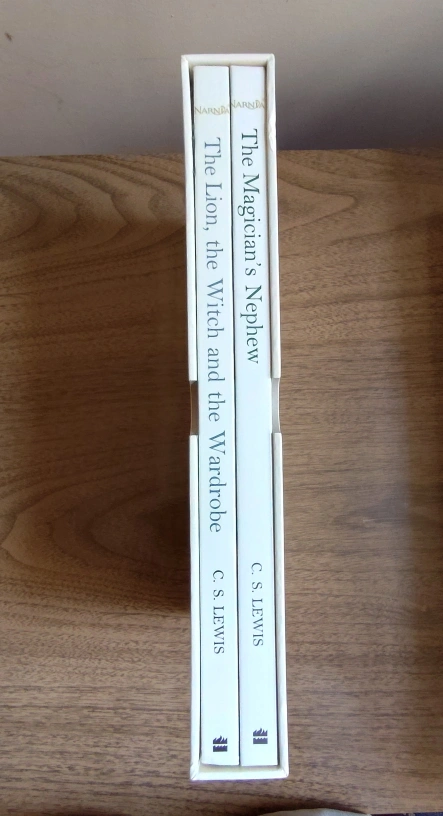 NARNIA
The Lion, the Witch and the Wardrobe
C. S. LEWIS
NARNIA
The Magician's Nephew
C. S. LEWIS